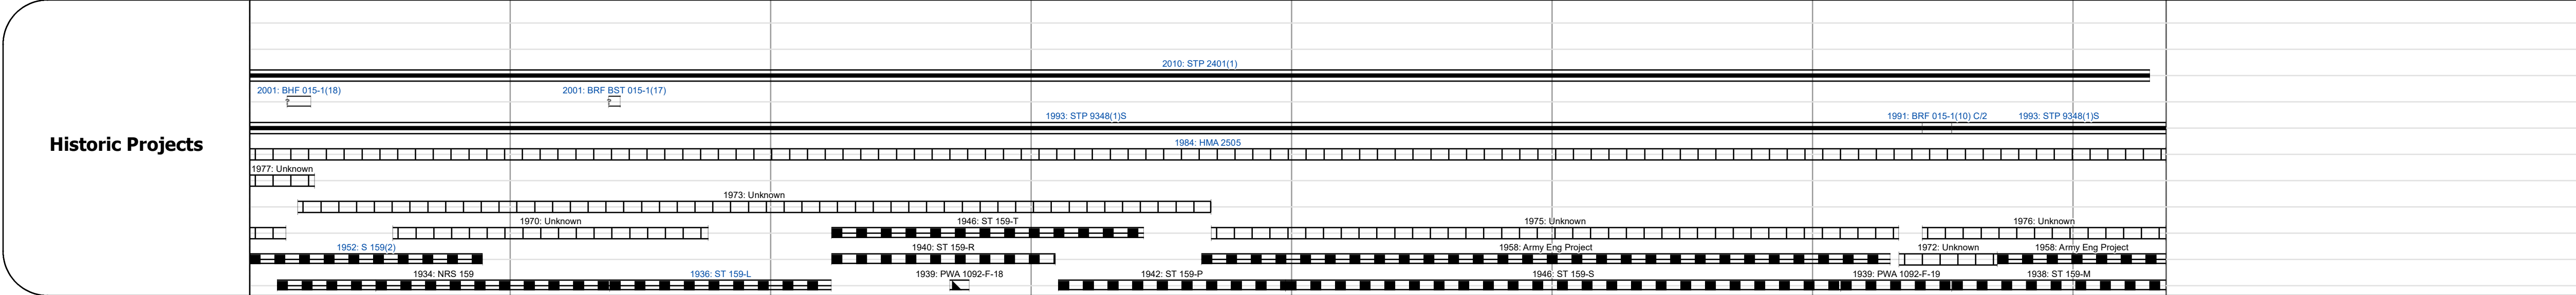 2010: STP 2401(1)
2001: BHF 015-1(18) 2001: BRF BST 015-1(17)
1993: STP 9348(1)S 1991: BRF 015-1(10) C/2 1993: STP 9348(1)S
Historic Projects
1984: HMA 2505
1977: Unknown
1973: Unknown
1970: Unknown 1946: ST 159-T 1975: Unknown 1976: Unknown
1952: S 159(2) 1940: ST 159-R 1958: Army Eng Project 1972: Unknown 1958: Army Eng Project
1934: NRS 159 1936: ST 159-L 1939: PWA 1092-F-18 1942: ST 159-P 1946: ST 159-S 1939: PWA 1092-F-19 1938: ST 159-M